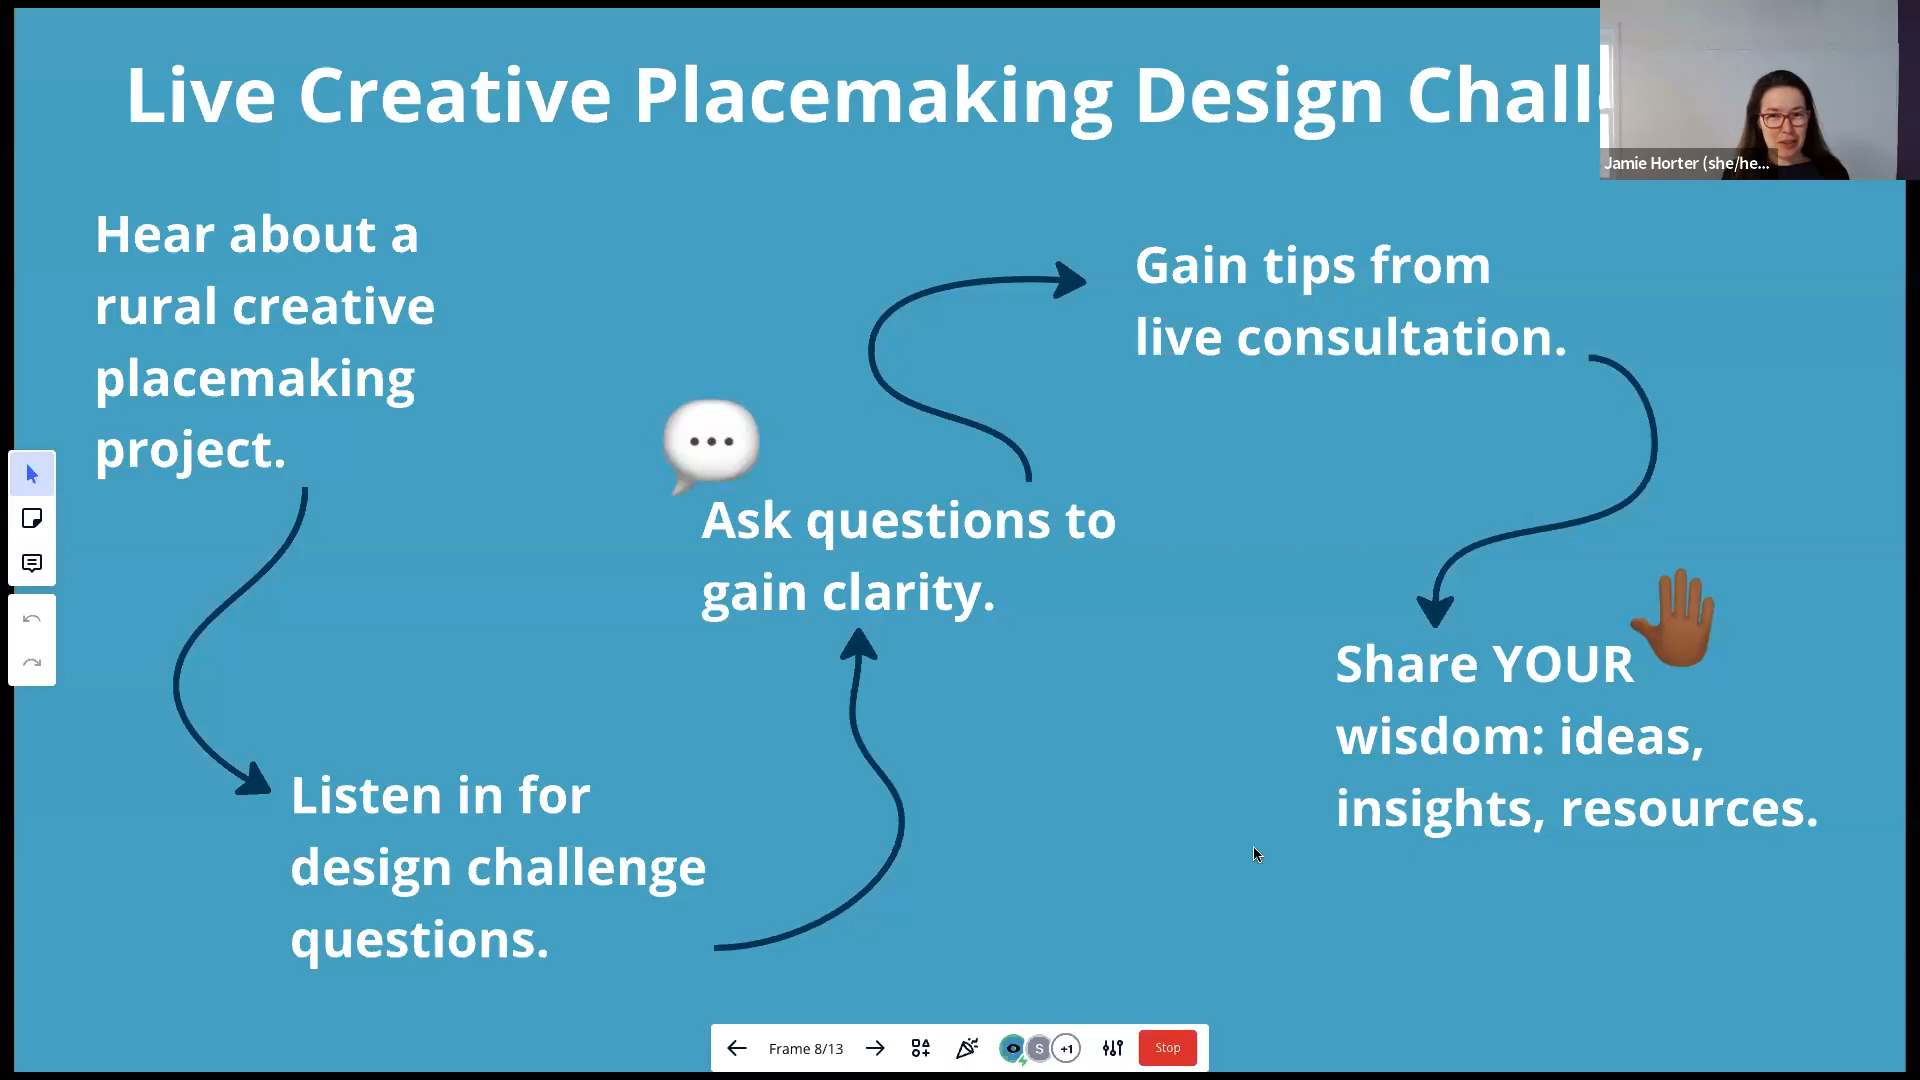 Live Creative Placemaking Design Chall
Jamie Horter (she/he...
Hear about a
rural creative
placemaking
project.
Gain tips from
live consultation.
Ask questions to
gain clarity.
Share YOUR
wisdom: ideas,
insights, resources.
Listen in for
design challenge
questions.
Frame 8/13
S
+1
Stop